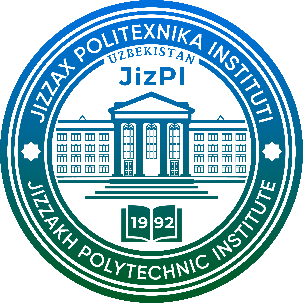 JIZZAX POLITEXNIKA INSTITUTI
UZBEKISTAN
JizPI
1992
JIZZAKH POLYTECHNIC INSTITUTE